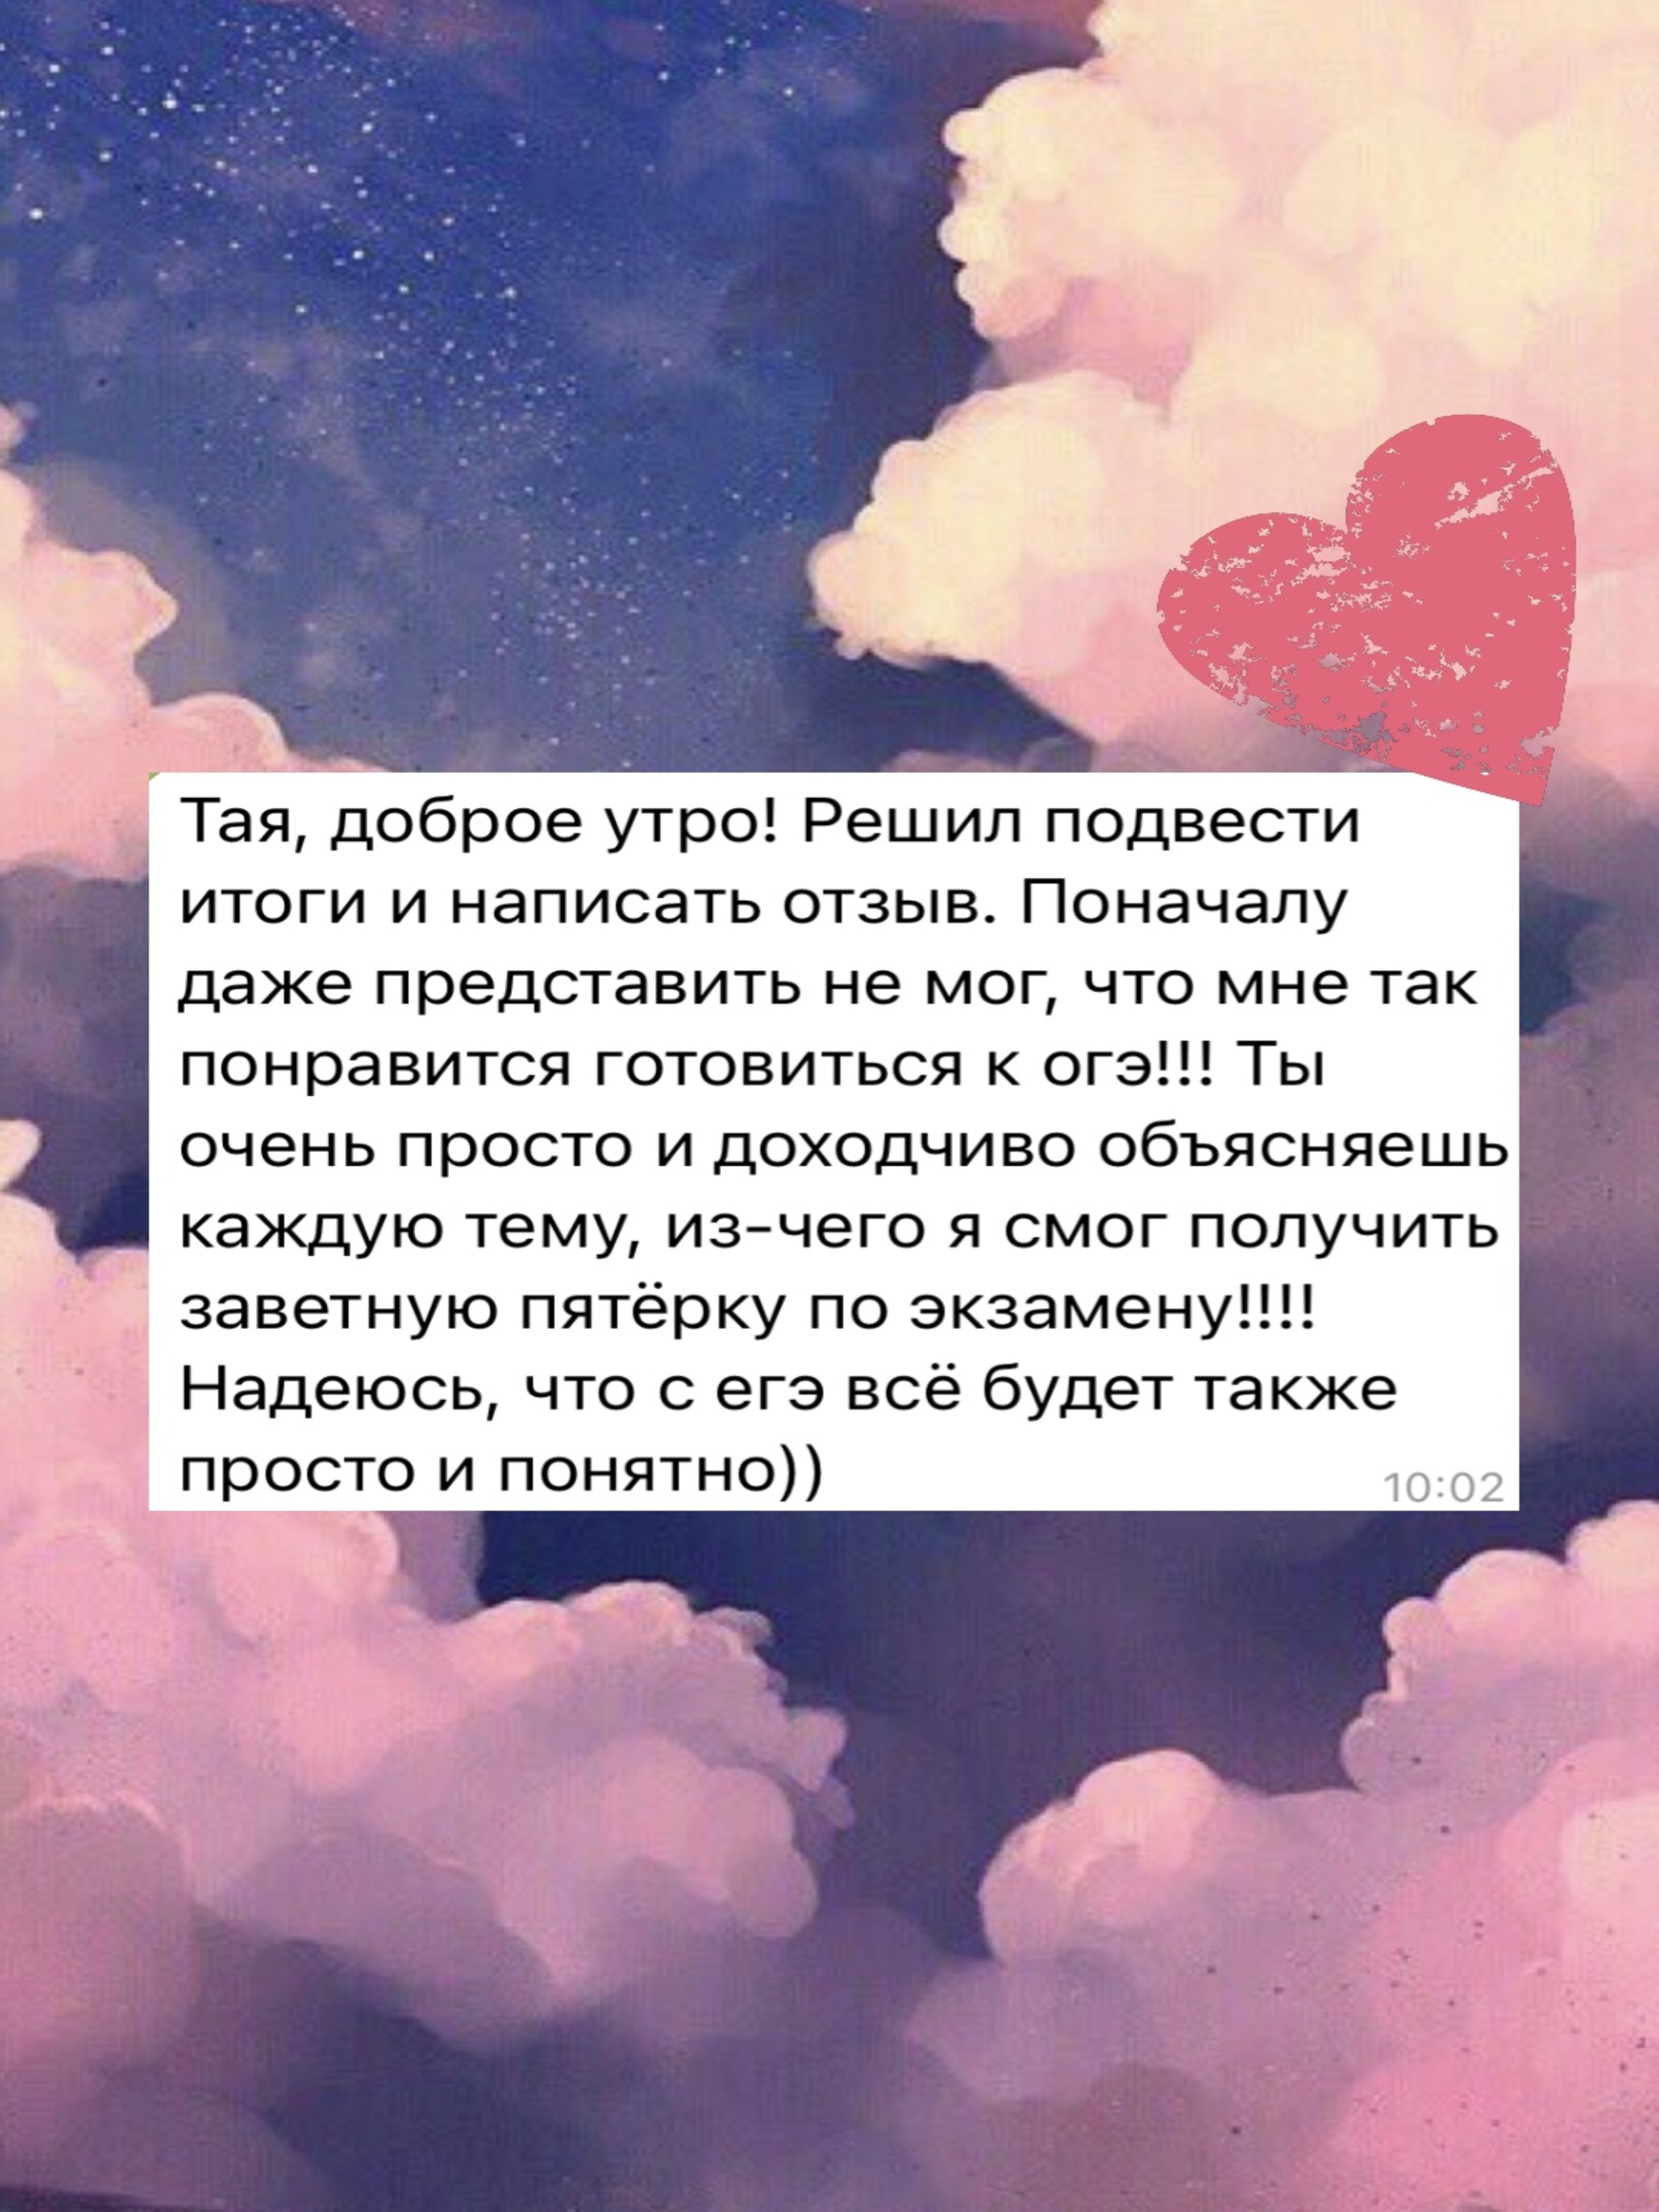 Тая, доброе утро! Решил подвести
итоги и написать отзыв. Поначалу
даже представить не мог, что мне так
понравится готовиться к огэ!!! Ты
очень просто и доходчиво объясняешь
каждую тему, из-чего я смог получить
заветную пятёрку по экзамену!!!!
Надеюсь, что с егэ всё будет также
просто и понятно))
10:02